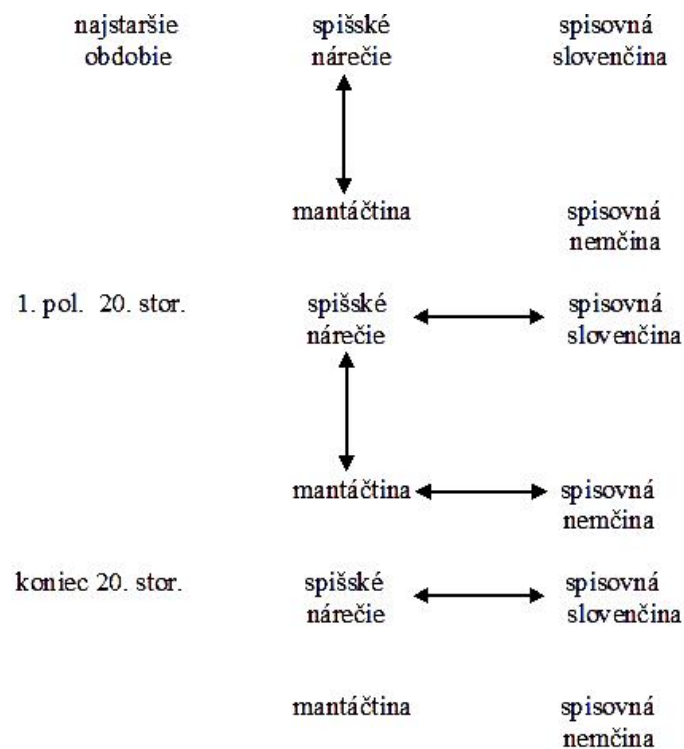 najstaršie spišské spisovná
obdobie nárečie slovenčina
mantáčtina spisovná
nemčina
1. pol. 20. stor. spišské spisovná
nárečie slovenčina
mantáčtina spisovná
nemčina
koniec 20. stor. spišské spisovná
nárečie slovenčina
mantáčtina spisovná
nemčina